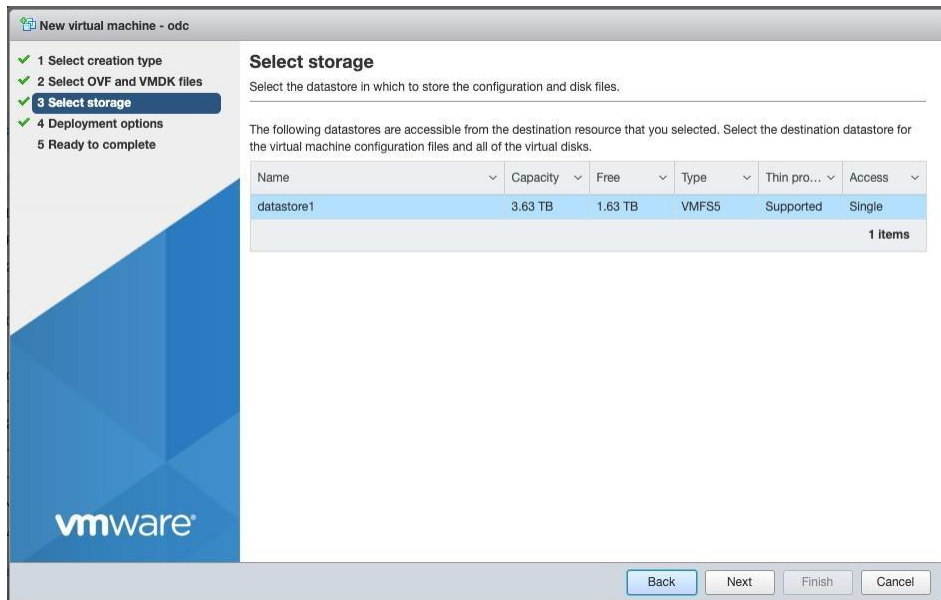 New virtual machine - odc
1 Select creation type
2 Select OVF and VMDK files
3 Select storage
4 Deployment options
5 Ready to complete
Select storage
Select the datastore in which to store the configuration and disk files.
The following datastores are accessible from the destination resource that you selected. Select the destination datastore for
the virtual machine configuration files and all of the virtual disks.
Name Capacity Free Type Thin pro... Access
datastore1 3.63 TB 1.63 TB VMFS5 Supported Single
1 items
vmware®
Back Next Finish Cancel